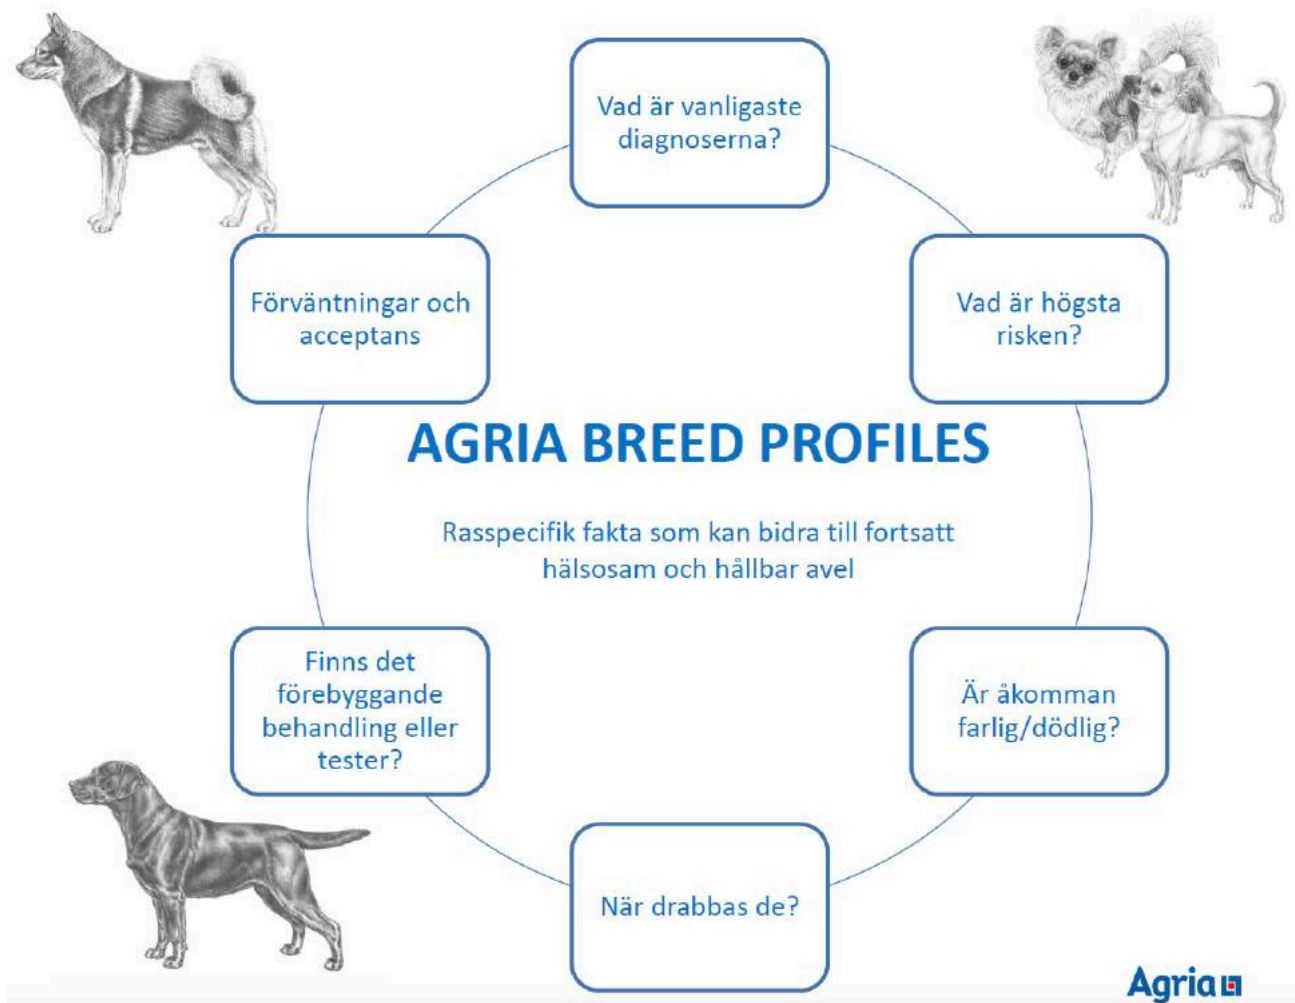 Vad är vanligaste
diagnoserna?
Förväntningar och
acceptans
Vad är högsta
risken?
AGRIA BREED PROFILES
Rasspecifik fakta som kan bidra till fortsatt
hälsosam och hållbar avel
Finns det
förebyggande
behandling eller
tester?
Är åkomman
farlig/dödlig?
När drabbas de?
Agria